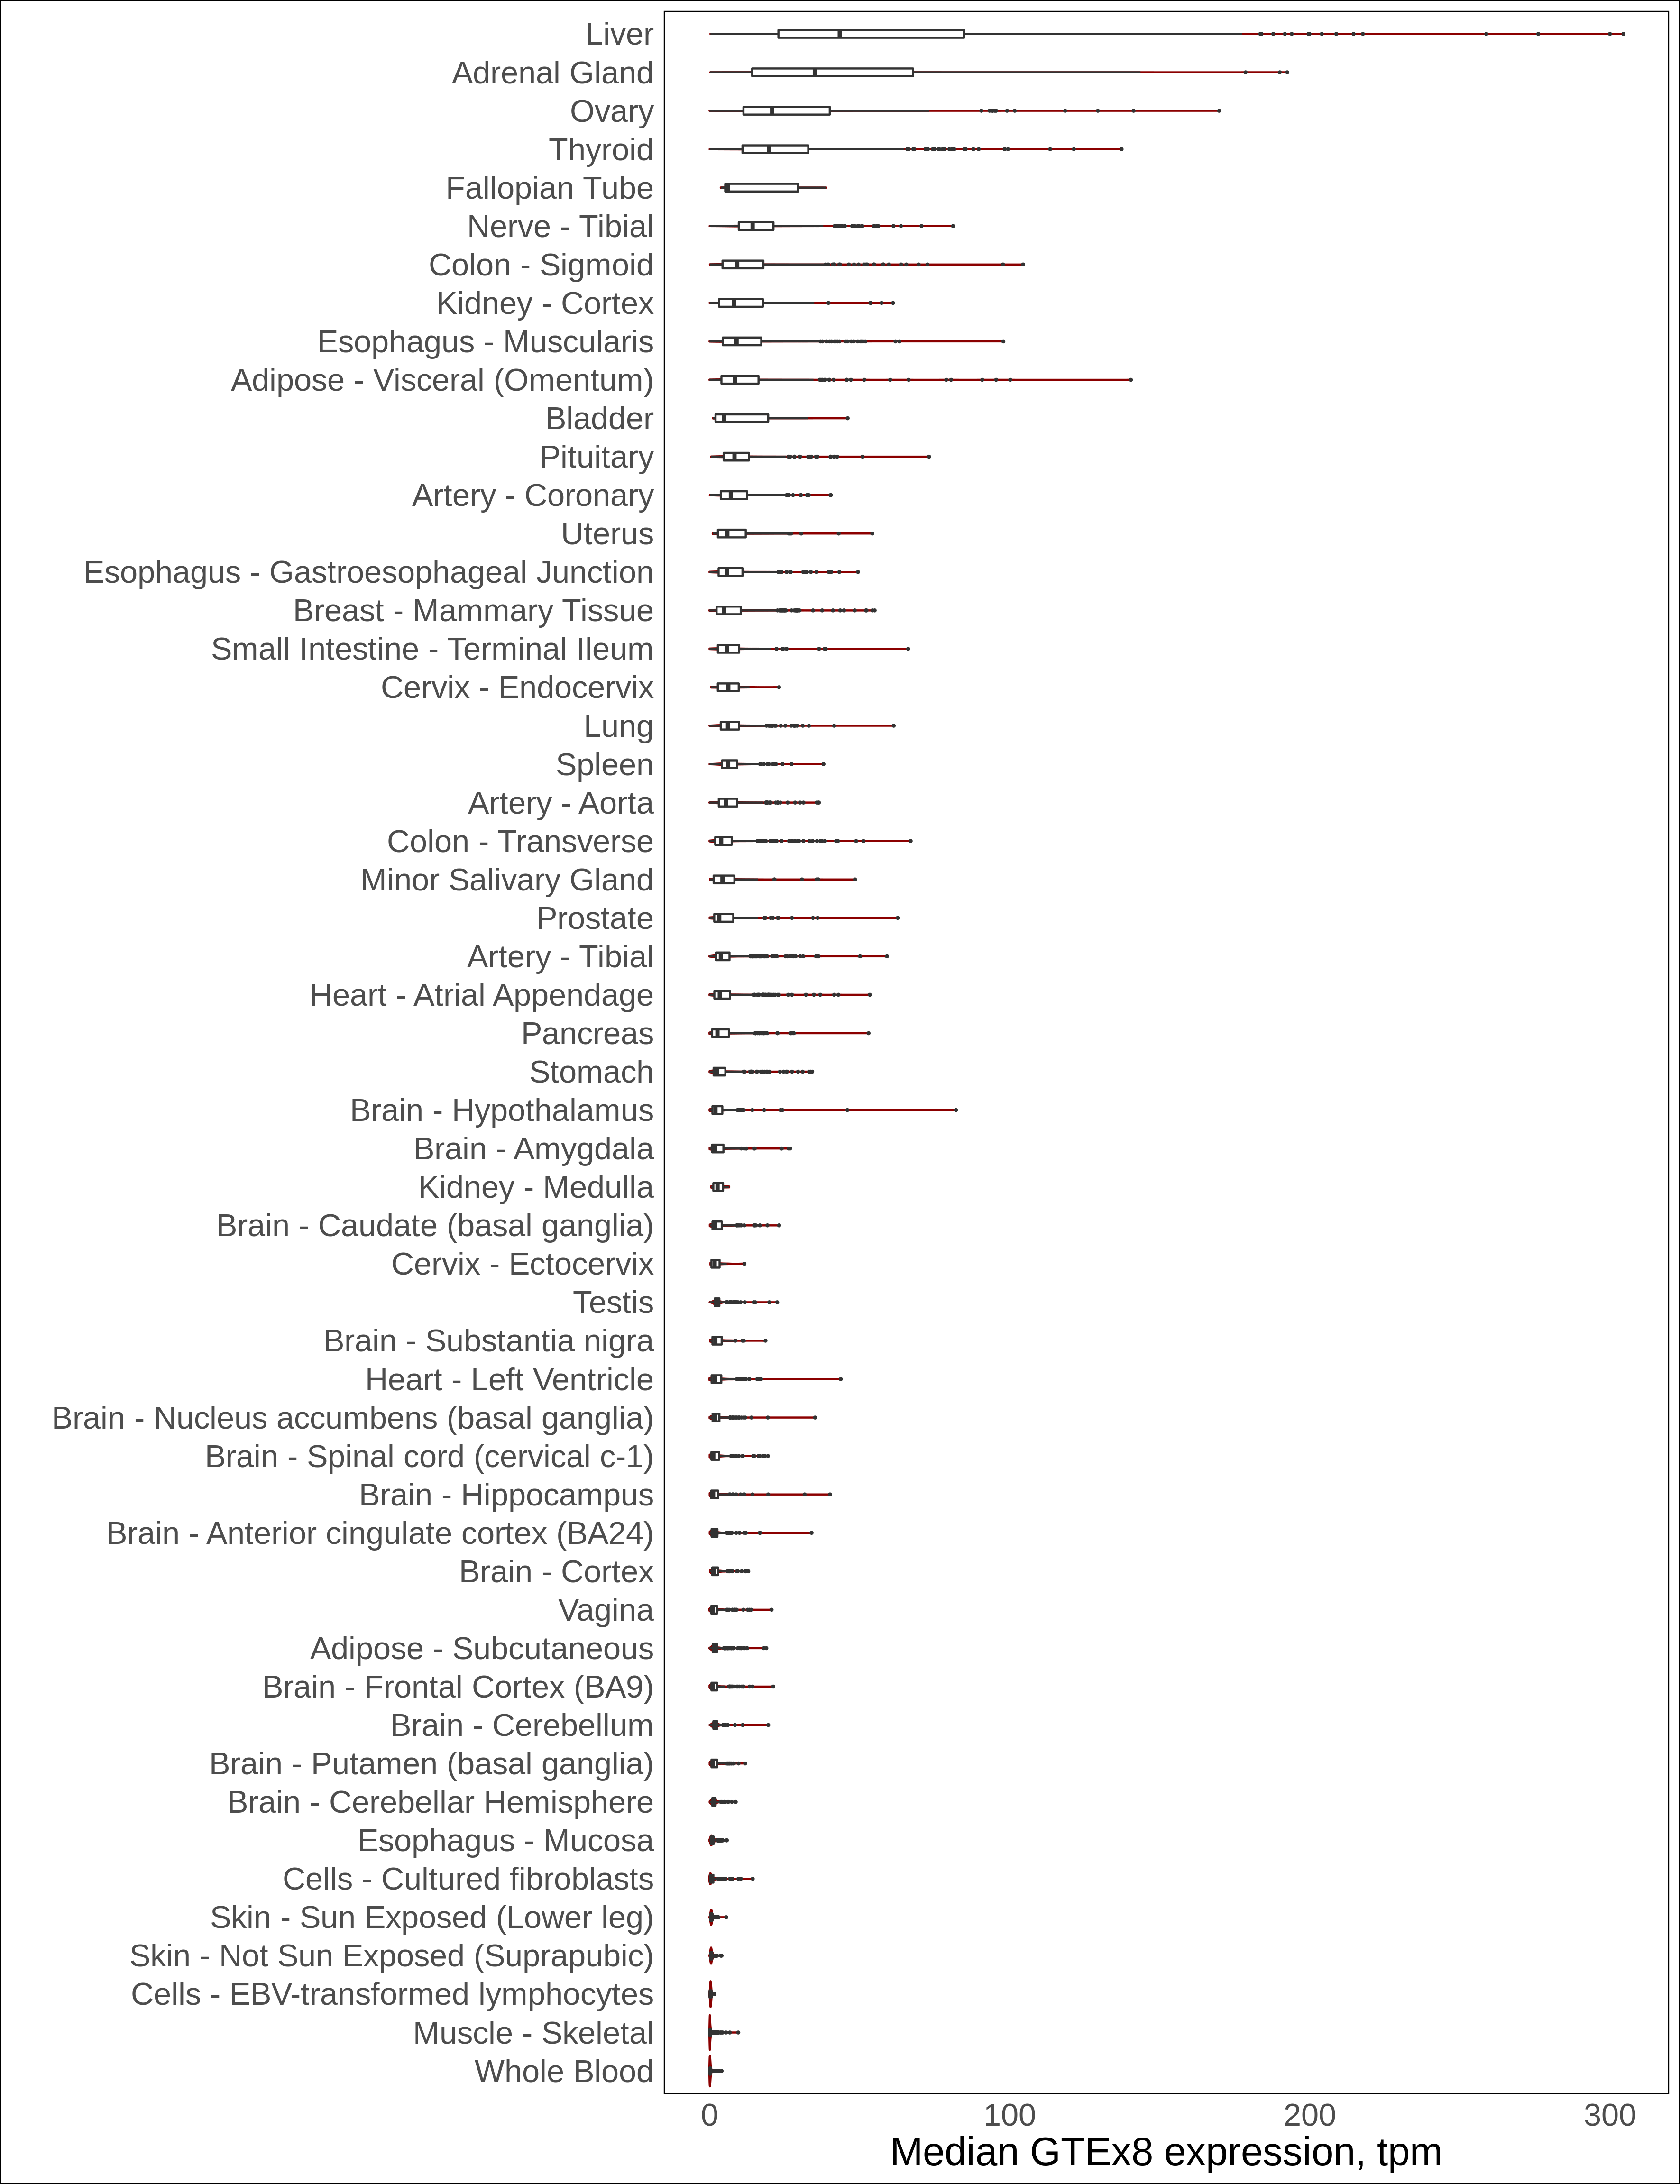 Liver
Adrenal Gland
Ovary
Thyroid
Fallopian Tube
Nerve - Tibial
Colon - Sigmoid
Kidney - Cortex
Esophagus - Muscularis
Adipose - Visceral (Omentum)
Bladder
Pituitary
Artery - Coronary
Uterus
Esophagus - Gastroesophageal Junction
Breast - Mammary Tissue
Small Intestine - Terminal Ileum
Cervix - Endocervix
Lung
Spleen
Artery - Aorta
Colon - Transverse
Minor Salivary Gland
Prostate
Artery - Tibial
Heart - Atrial Appendage
Pancreas
Stomach
Brain - Hypothalamus
Brain - Amygdala
Kidney - Medulla
Brain - Caudate (basal ganglia)
Cervix - Ectocervix
Testis
Brain - Substantia nigra
Heart - Left Ventricle
Brain - Nucleus accumbens (basal ganglia)
Brain - Spinal cord (cervical c-1)
Brain - Hippocampus
Brain - Anterior cingulate cortex (BA24)
Brain - Cortex
Vagina
Adipose - Subcutaneous
Brain - Frontal Cortex (BA9)
Brain - Cerebellum
Brain - Putamen (basal ganglia)
Brain - Cerebellar Hemisphere
Esophagus - Mucosa
Cells - Cultured fibroblasts
Skin - Sun Exposed (Lower leg)
Skin - Not Sun Exposed (Suprapubic)
Cells - EBV-transformed lymphocytes
Muscle - Skeletal
Whole Blood
0 100 200 300
Median GTEx8 expression, tpm